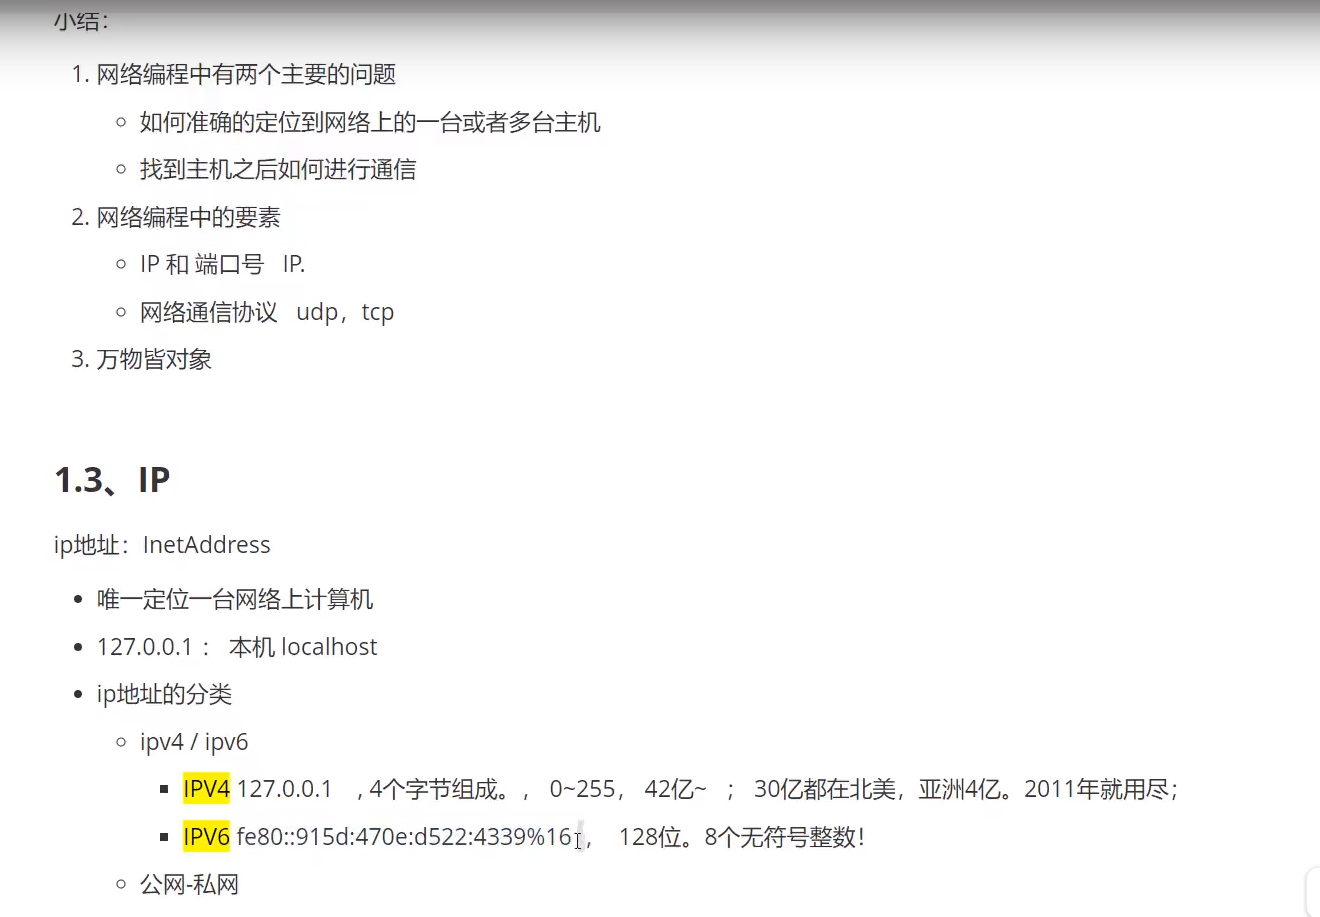 小结：
1. 网络编程中有两个主要的问题
如何准确的定位到网络上的一台或者多台主机
找到主机之后如何进行通信
2. 网络编程中的要素
IP 和 端口号 IP.
网络通信协议 udp，tcp
3. 万物皆对象
1.3、IP
ip地址：InetAddress
唯一定位一台网络上计算机
127.0.0.1 ： 本机 localhost
ip地址的分类
ipv4 / ipv6
IPV4 127.0.0.1 , 4个字节组成。， 0~255， 42亿~ ； 30亿都在北美，亚洲4亿。2011年就用尽；
IPV6 fe80::915d:470e:d522:4339%16 ， 128位。8个无符号整数！
公网-私网